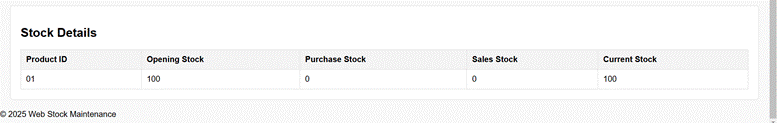 Stock Details
Product ID Opening Stock Purchase Stock Sales Stock Current Stock
01 100 0 0 100
© 2025 Web Stock Maintenance